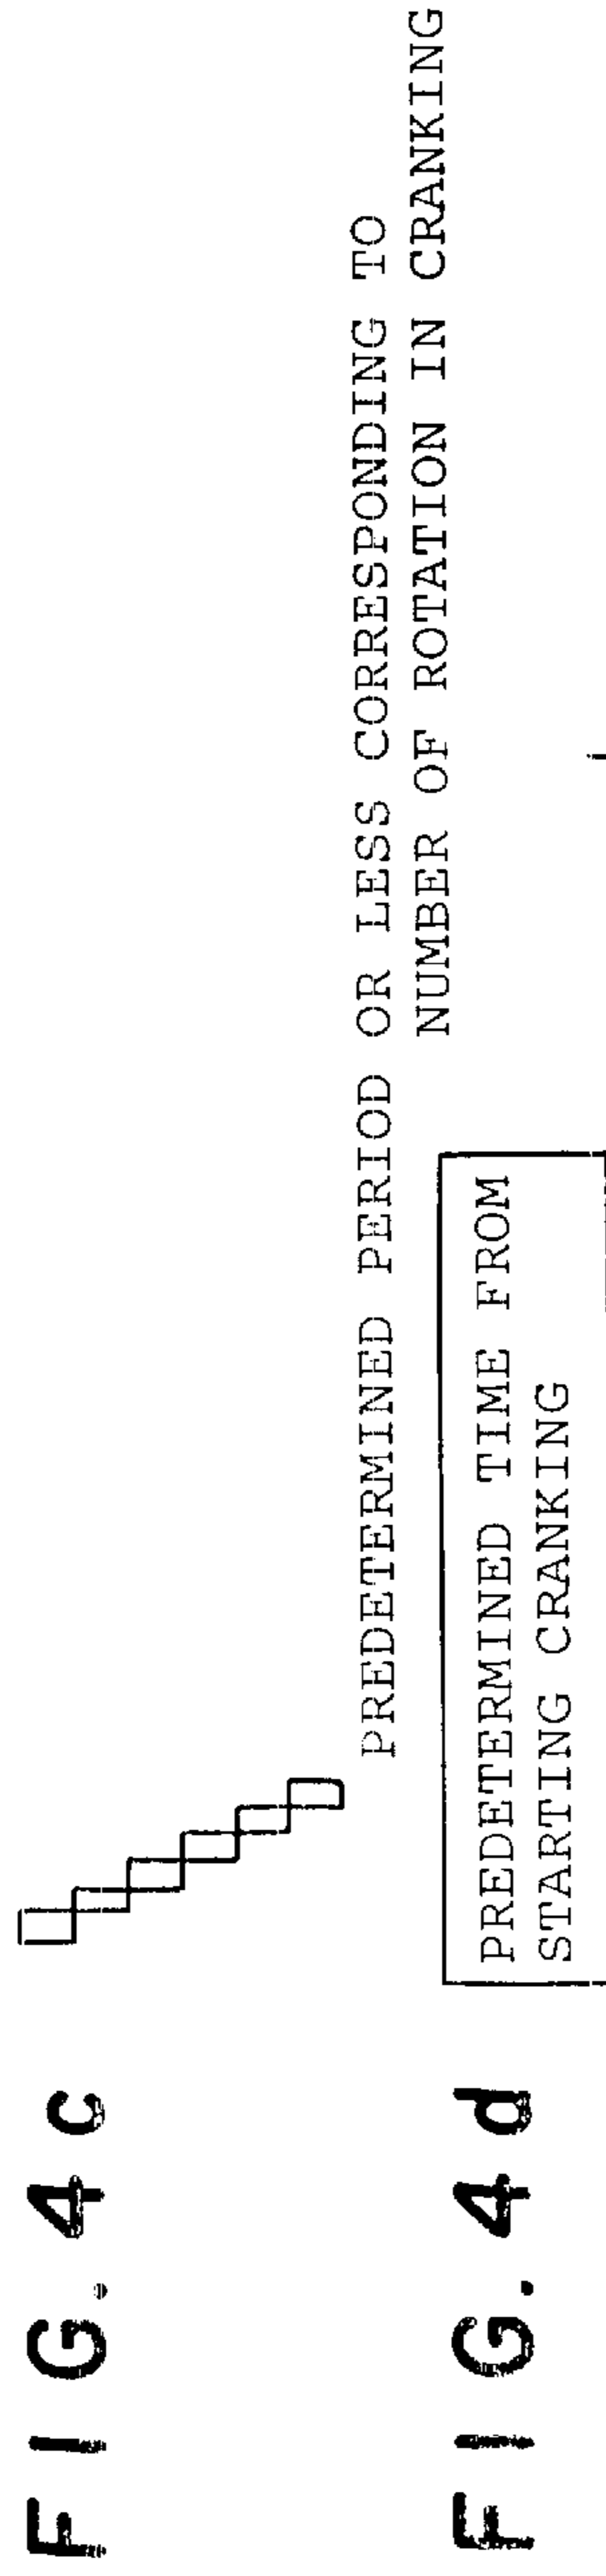 FIG. 4c
PREDETERMINED PERIOD OR LESS CORRESPONDING TO
NUMBER OF ROTATION IN CRANKING
FIG. 4d
PREDETERMINED TIME FROM
STARTING CRANKING